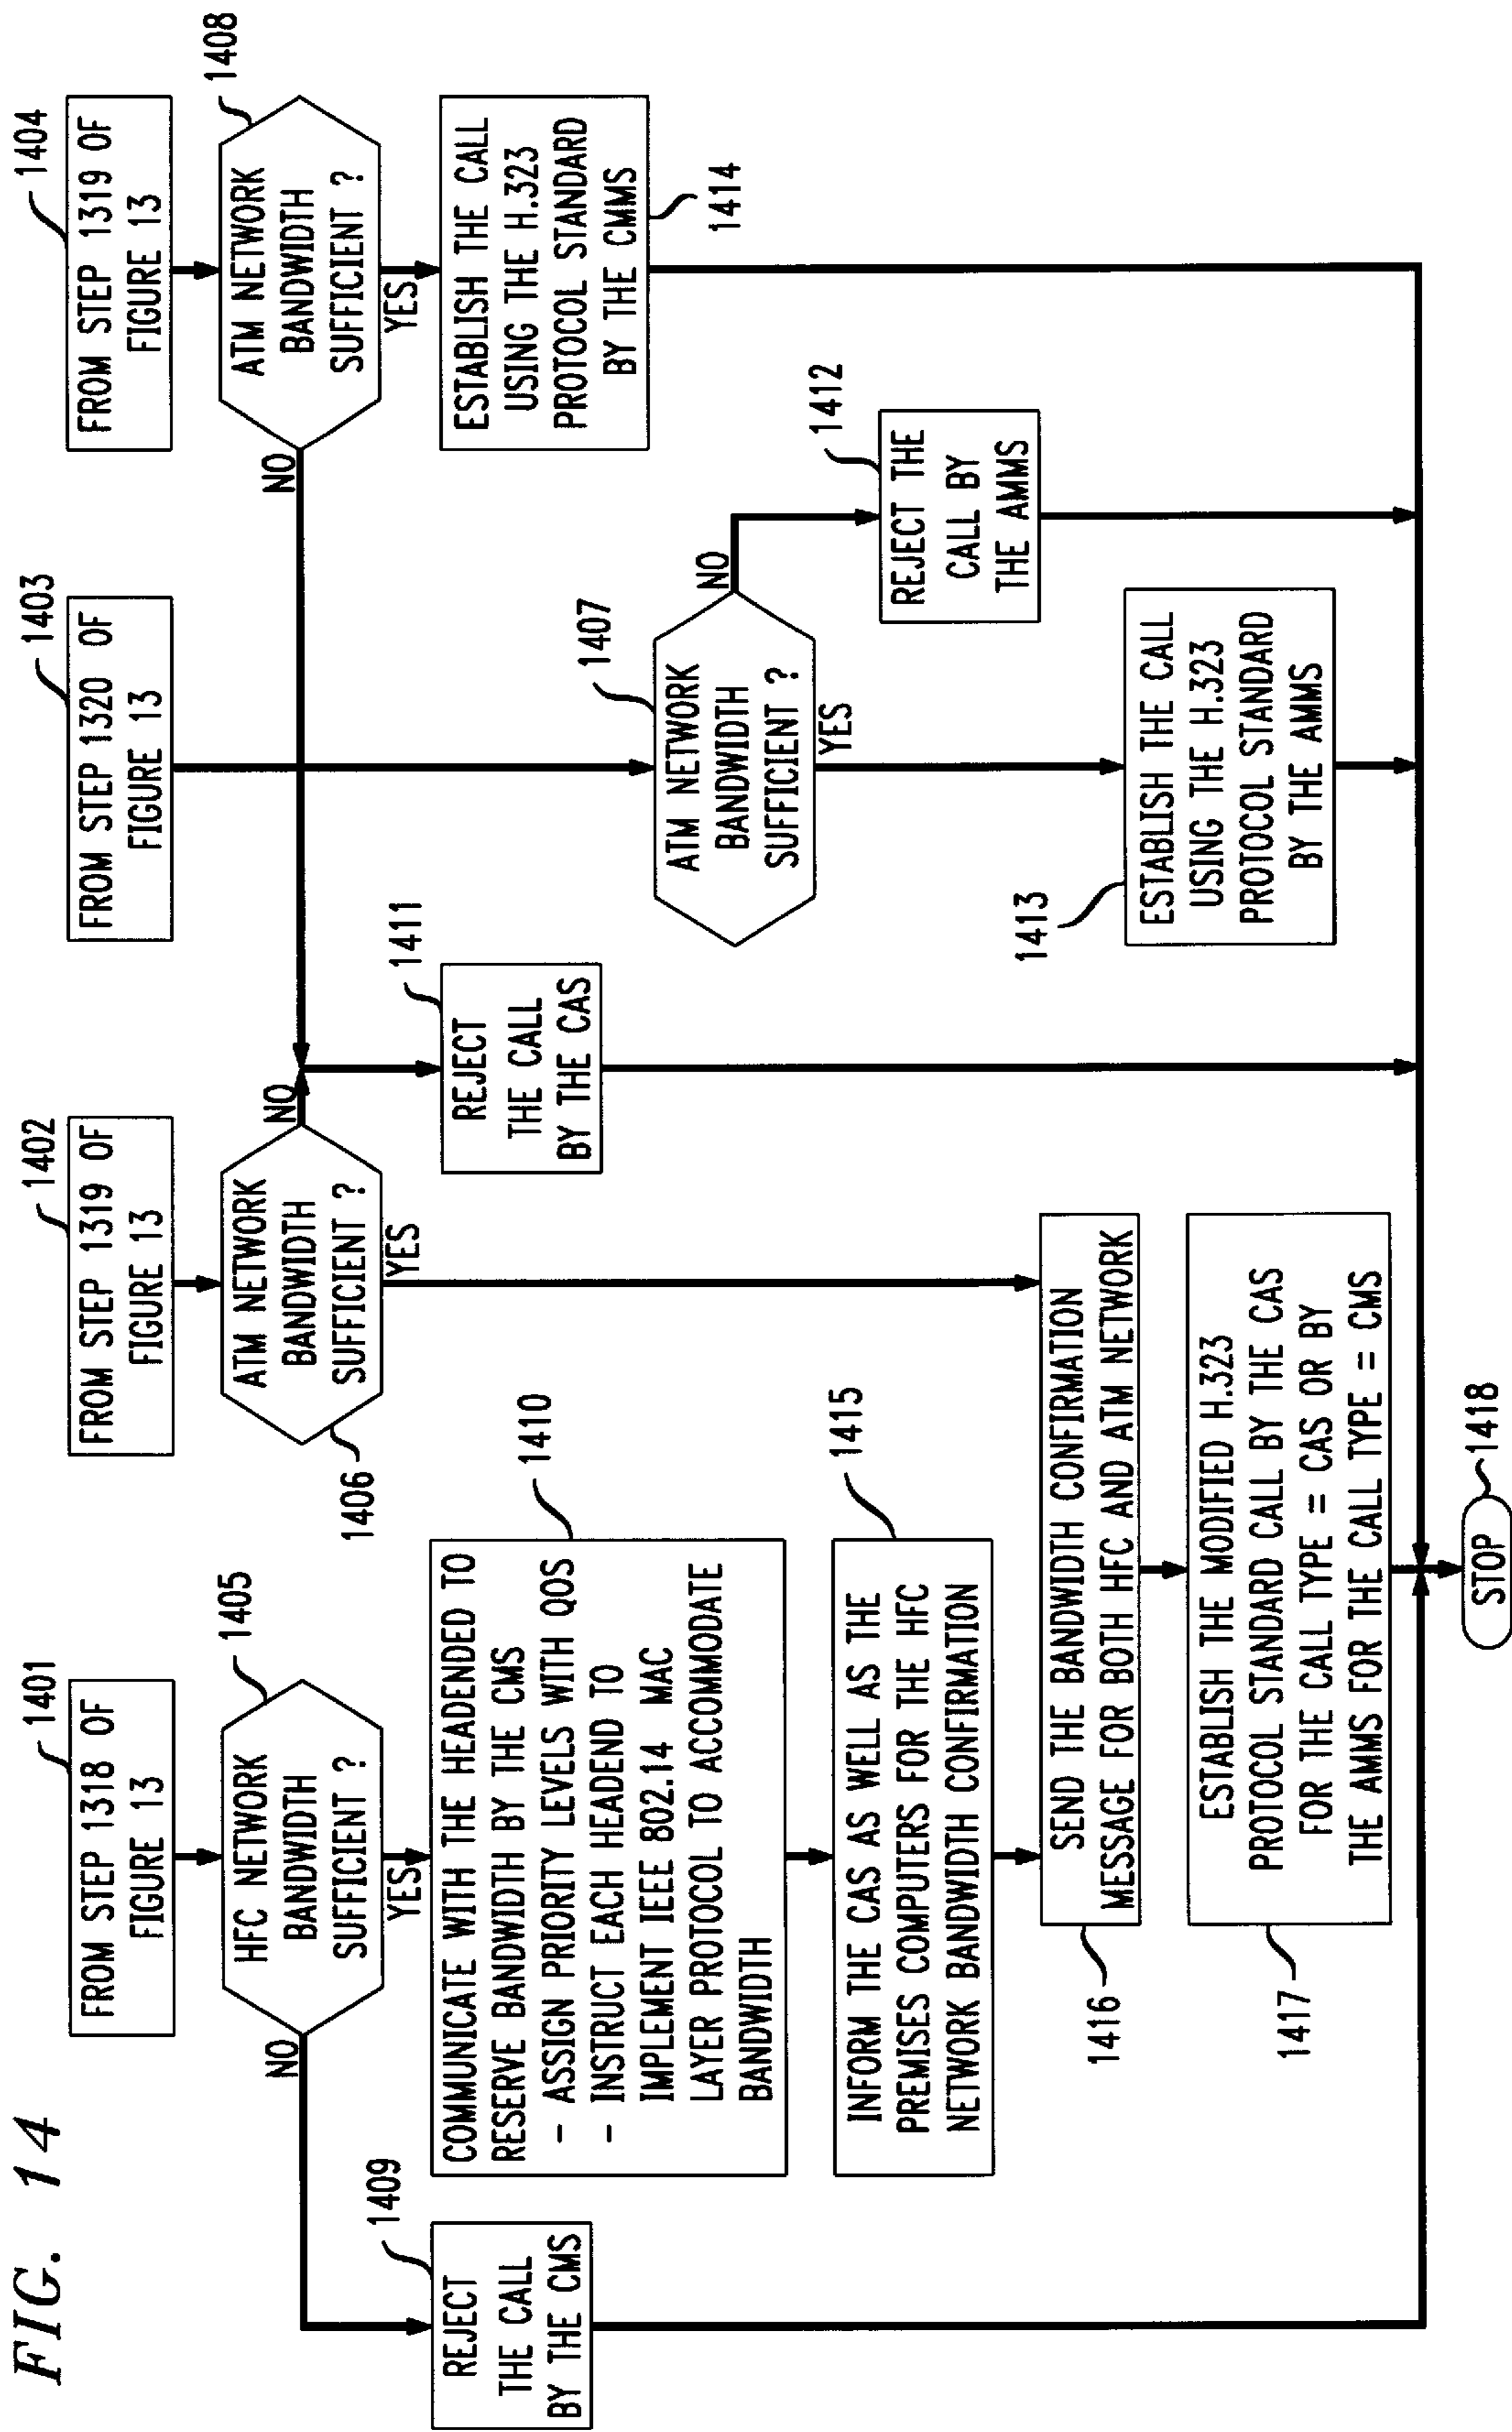 FIG. 14
1401
FROM STEP 1318 OF
FIGURE 13
1402
FROM STEP 1319 OF
FIGURE 13
1403
FROM STEP 1320 OF
FIGURE 13
1404
FROM STEP 1319 OF
FIGURE 13
1405
HFC NETWORK
BANDWIDTH
SUFFICIENT ?
NO
YES
1406
ATM NETWORK
BANDWIDTH
SUFFICIENT ?
NO
YES
1408
ATM NETWORK
BANDWIDTH
SUFFICIENT ?
NO
YES
1409
REJECT
THE CALL
BY THE CMS
1410
COMMUNICATE WITH THE HEADENDED TO
RESERVE BANDWIDTH BY THE CMS
- ASSIGN PRIORITY LEVELS WITH QOS
- INSTRUCT EACH HEADEND TO
IMPLEMENT IEEE 802.14 MAC
LAYER PROTOCOL TO ACCOMMODATE
BANDWIDTH
1411
REJECT
THE CALL
BY THE CAS
1414
ESTABLISH THE CALL
USING THE H.323
PROTOCOL STANDARD
BY THE CMMS
1407
ATM NETWORK
BANDWIDTH
SUFFICIENT ?
NO
YES
1412
REJECT THE
CALL BY
THE AMMS
1415
INFORM THE CAS AS WELL AS THE
PREMISES COMPUTERS FOR THE HFC
NETWORK BANDWIDTH CONFIRMATION
1413
ESTABLISH THE CALL
USING THE H.323
PROTOCOL STANDARD
BY THE AMMS
1416
SEND THE BANDWIDTH CONFIRMATION
MESSAGE FOR BOTH HFC AND ATM NETWORK
1417
ESTABLISH THE MODIFIED H.323
PROTOCOL STANDARD CALL BY THE CAS
FOR THE CALL TYPE = CAS OR BY
THE AMMS FOR THE CALL TYPE = CMS
STOP
1418